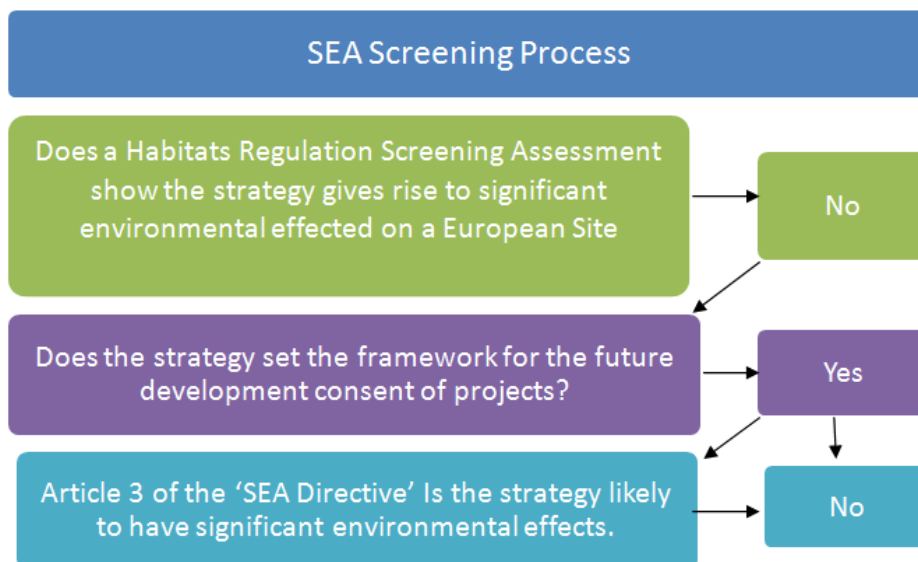 SEA Screening Process
Does a Habitats Regulation Screening Assessment
show the strategy gives rise to significant
environmental effected on a European Site
No
Does the strategy set the framework for the future
development consent of projects?
Yes
Article 3 of the ‘SEA Directive’ Is the strategy likely
to have significant environmental effects.
No